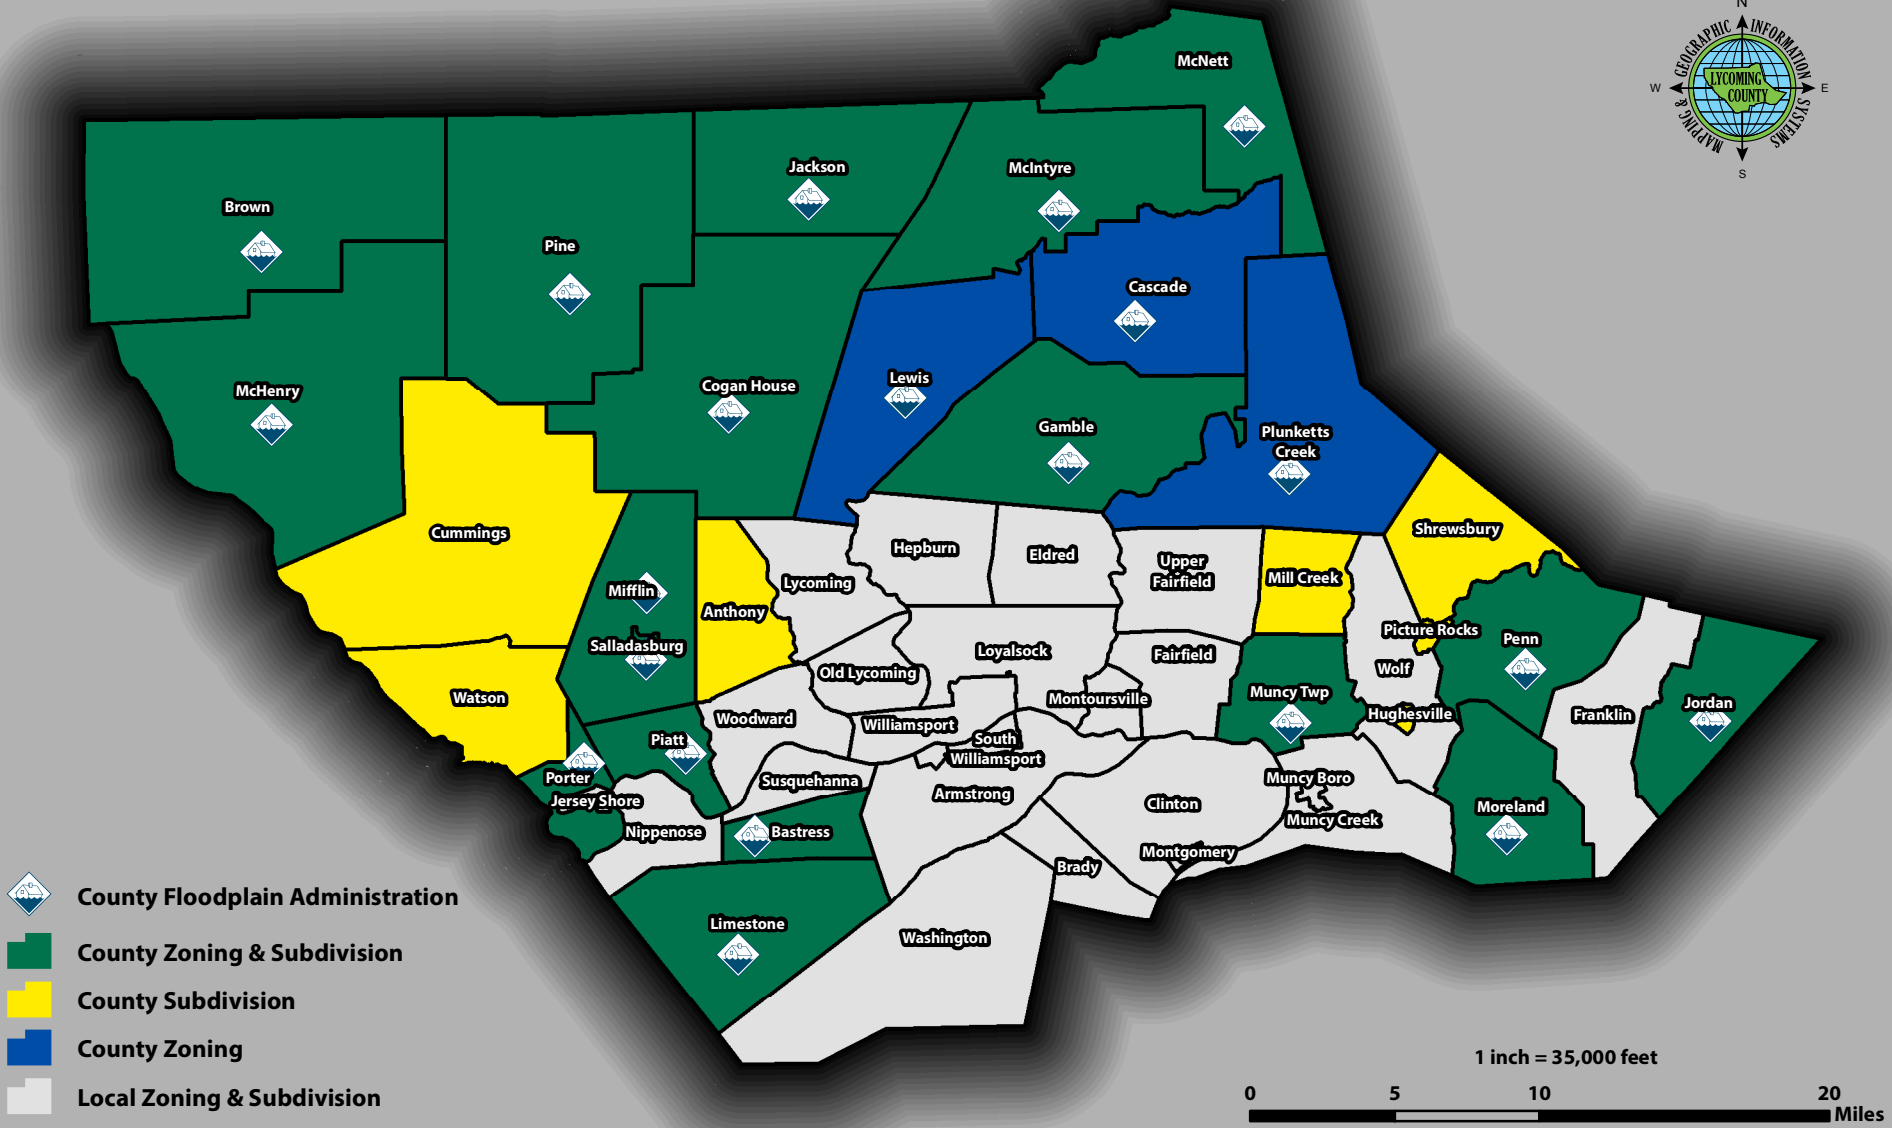 N
GEOGRAPHIC INFORMATION
W
E
LYCOMING
COUNTY
MAPPING & SYSTEMS
S
McNett
Jackson
McIntyre
Brown
Pine
Cascade
Lewis
Cogan House
McHenry
Gamble
Plunketts
Creek
Cummings
Shrewsbury
Hepburn
Eldred
Upper
Fairfield
Mill Creek
Lycoming
Mifflin
Anthony
Picture Rocks
Penn
Salladasburg
Loyalsock
Fairfield
Wolf
Old Lycoming
Watson
Montoursville
Muncy Twp
Jordan
Hughesville
Franklin
Woodward
Williamsport
Piatt
South
Williamsport
Porter
Susquehanna
Muncy Boro
Armstrong
Jersey Shore
Clinton
Moreland
Muncy Creek
Nippenose
Bastress
Montgomery
Brady
Limestone
Washington
County Floodplain Administration
County Zoning & Subdivision
County Subdivision
County Zoning
Local Zoning & Subdivision
1 inch = 35,000 feet
0 5 10 20
Miles